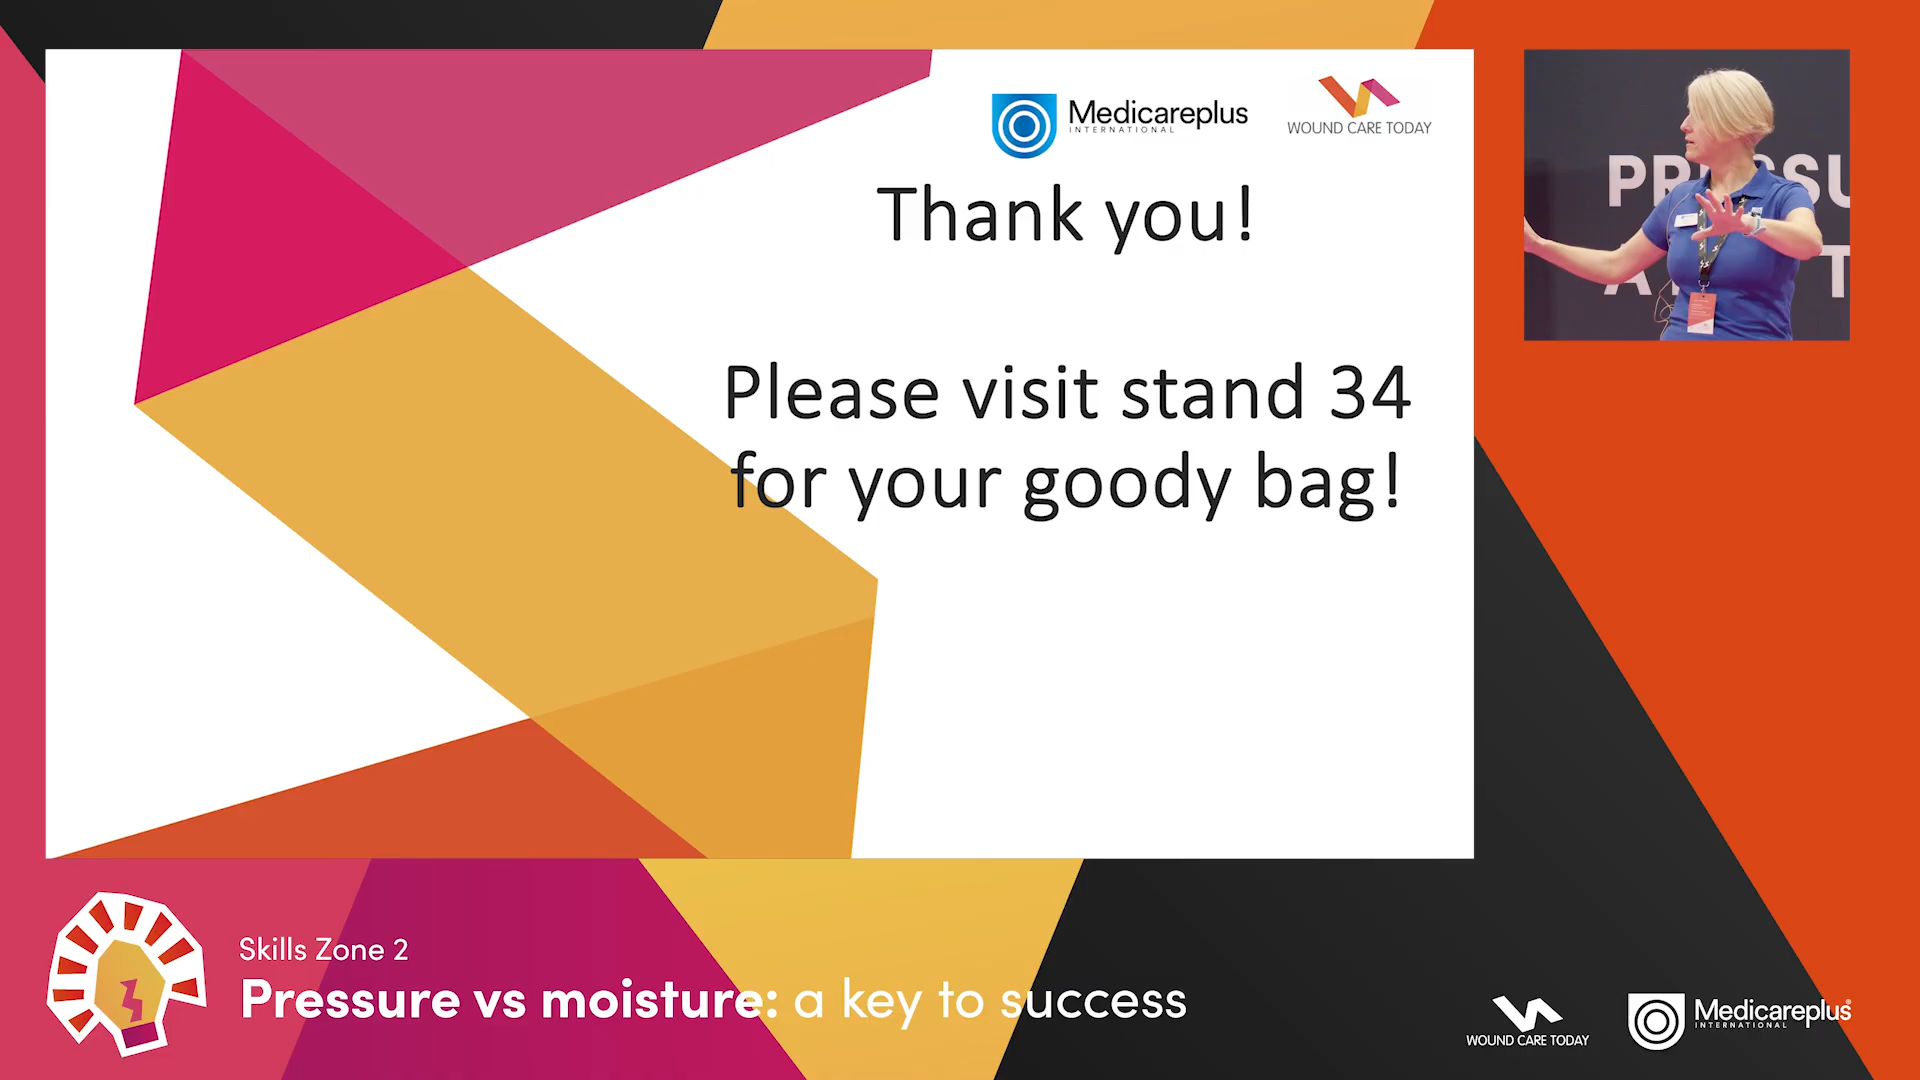 Medicareplus
INTERNATIONAL
WOUND CARE TODAY
Thank you!
Please visit stand 34
for your goody bag!
Skills Zone 2
Pressure vs moisture: a key to success
WOUND CARE TODAY
Medicareplus®
INTERNATIONAL